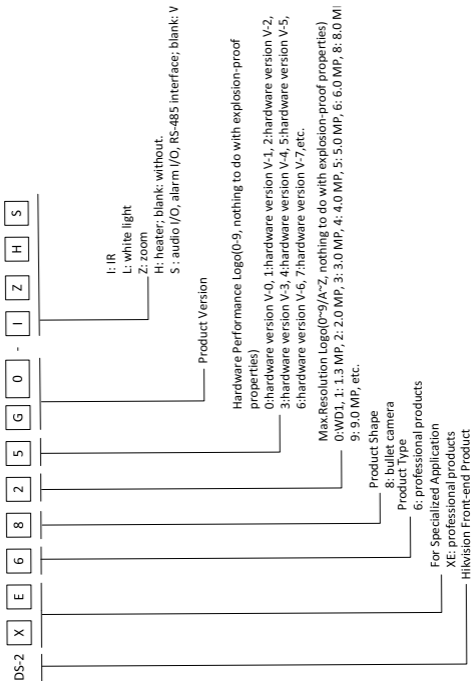 DS-2 X E 6 8 2 5 G 0 - I Z H S
I: IR
L: white light
Z: zoom
H: heater; blank: without.
S : audio I/O, alarm I/O, RS-485 interface; blank: V
Product Version
Hardware Performance Logo(0-9, nothing to do with explosion-proof
properties)
0:hardware version V-0, 1:hardware version V-1, 2:hardware version V-2,
3:hardware version V-3, 4:hardware version V-4, 5:hardware version V-5,
6:hardware version V-6, 7:hardware version V-7,etc.
Max.Resolution Logo(0~9/A~Z, nothing to do with explosion-proof properties)
0:WD1, 1: 1.3 MP, 2: 2.0 MP, 3: 3.0 MP, 4: 4.0 MP, 5: 5.0 MP, 6: 6.0 MP, 8: 8.0 M
9: 9.0 MP, etc.
Product Shape
8: bullet camera
Product Type
6: professional products
For Specialized Application
XE: professional products
Hikvision Front-end Product